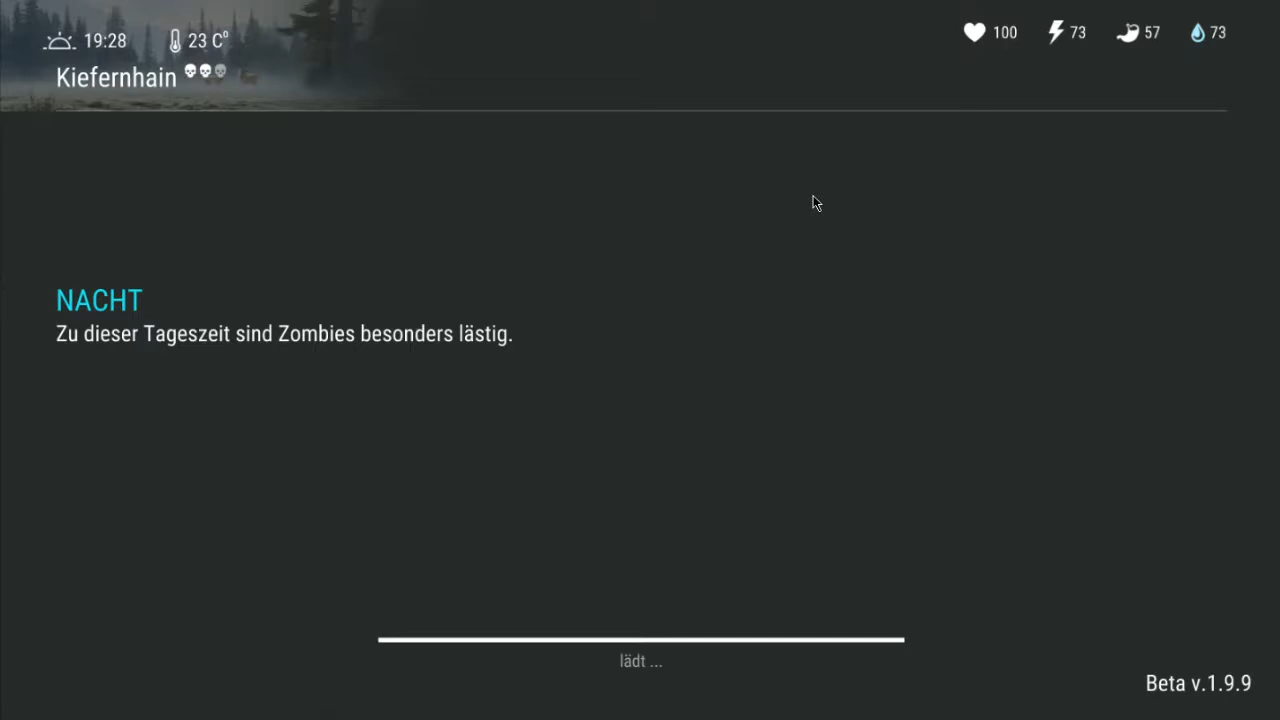 19:28 23 C° 100 73 57 73
Kiefernhain
NACHT
Zu dieser Tageszeit sind Zombies besonders lästig.
lädt ...
Beta v.1.9.9